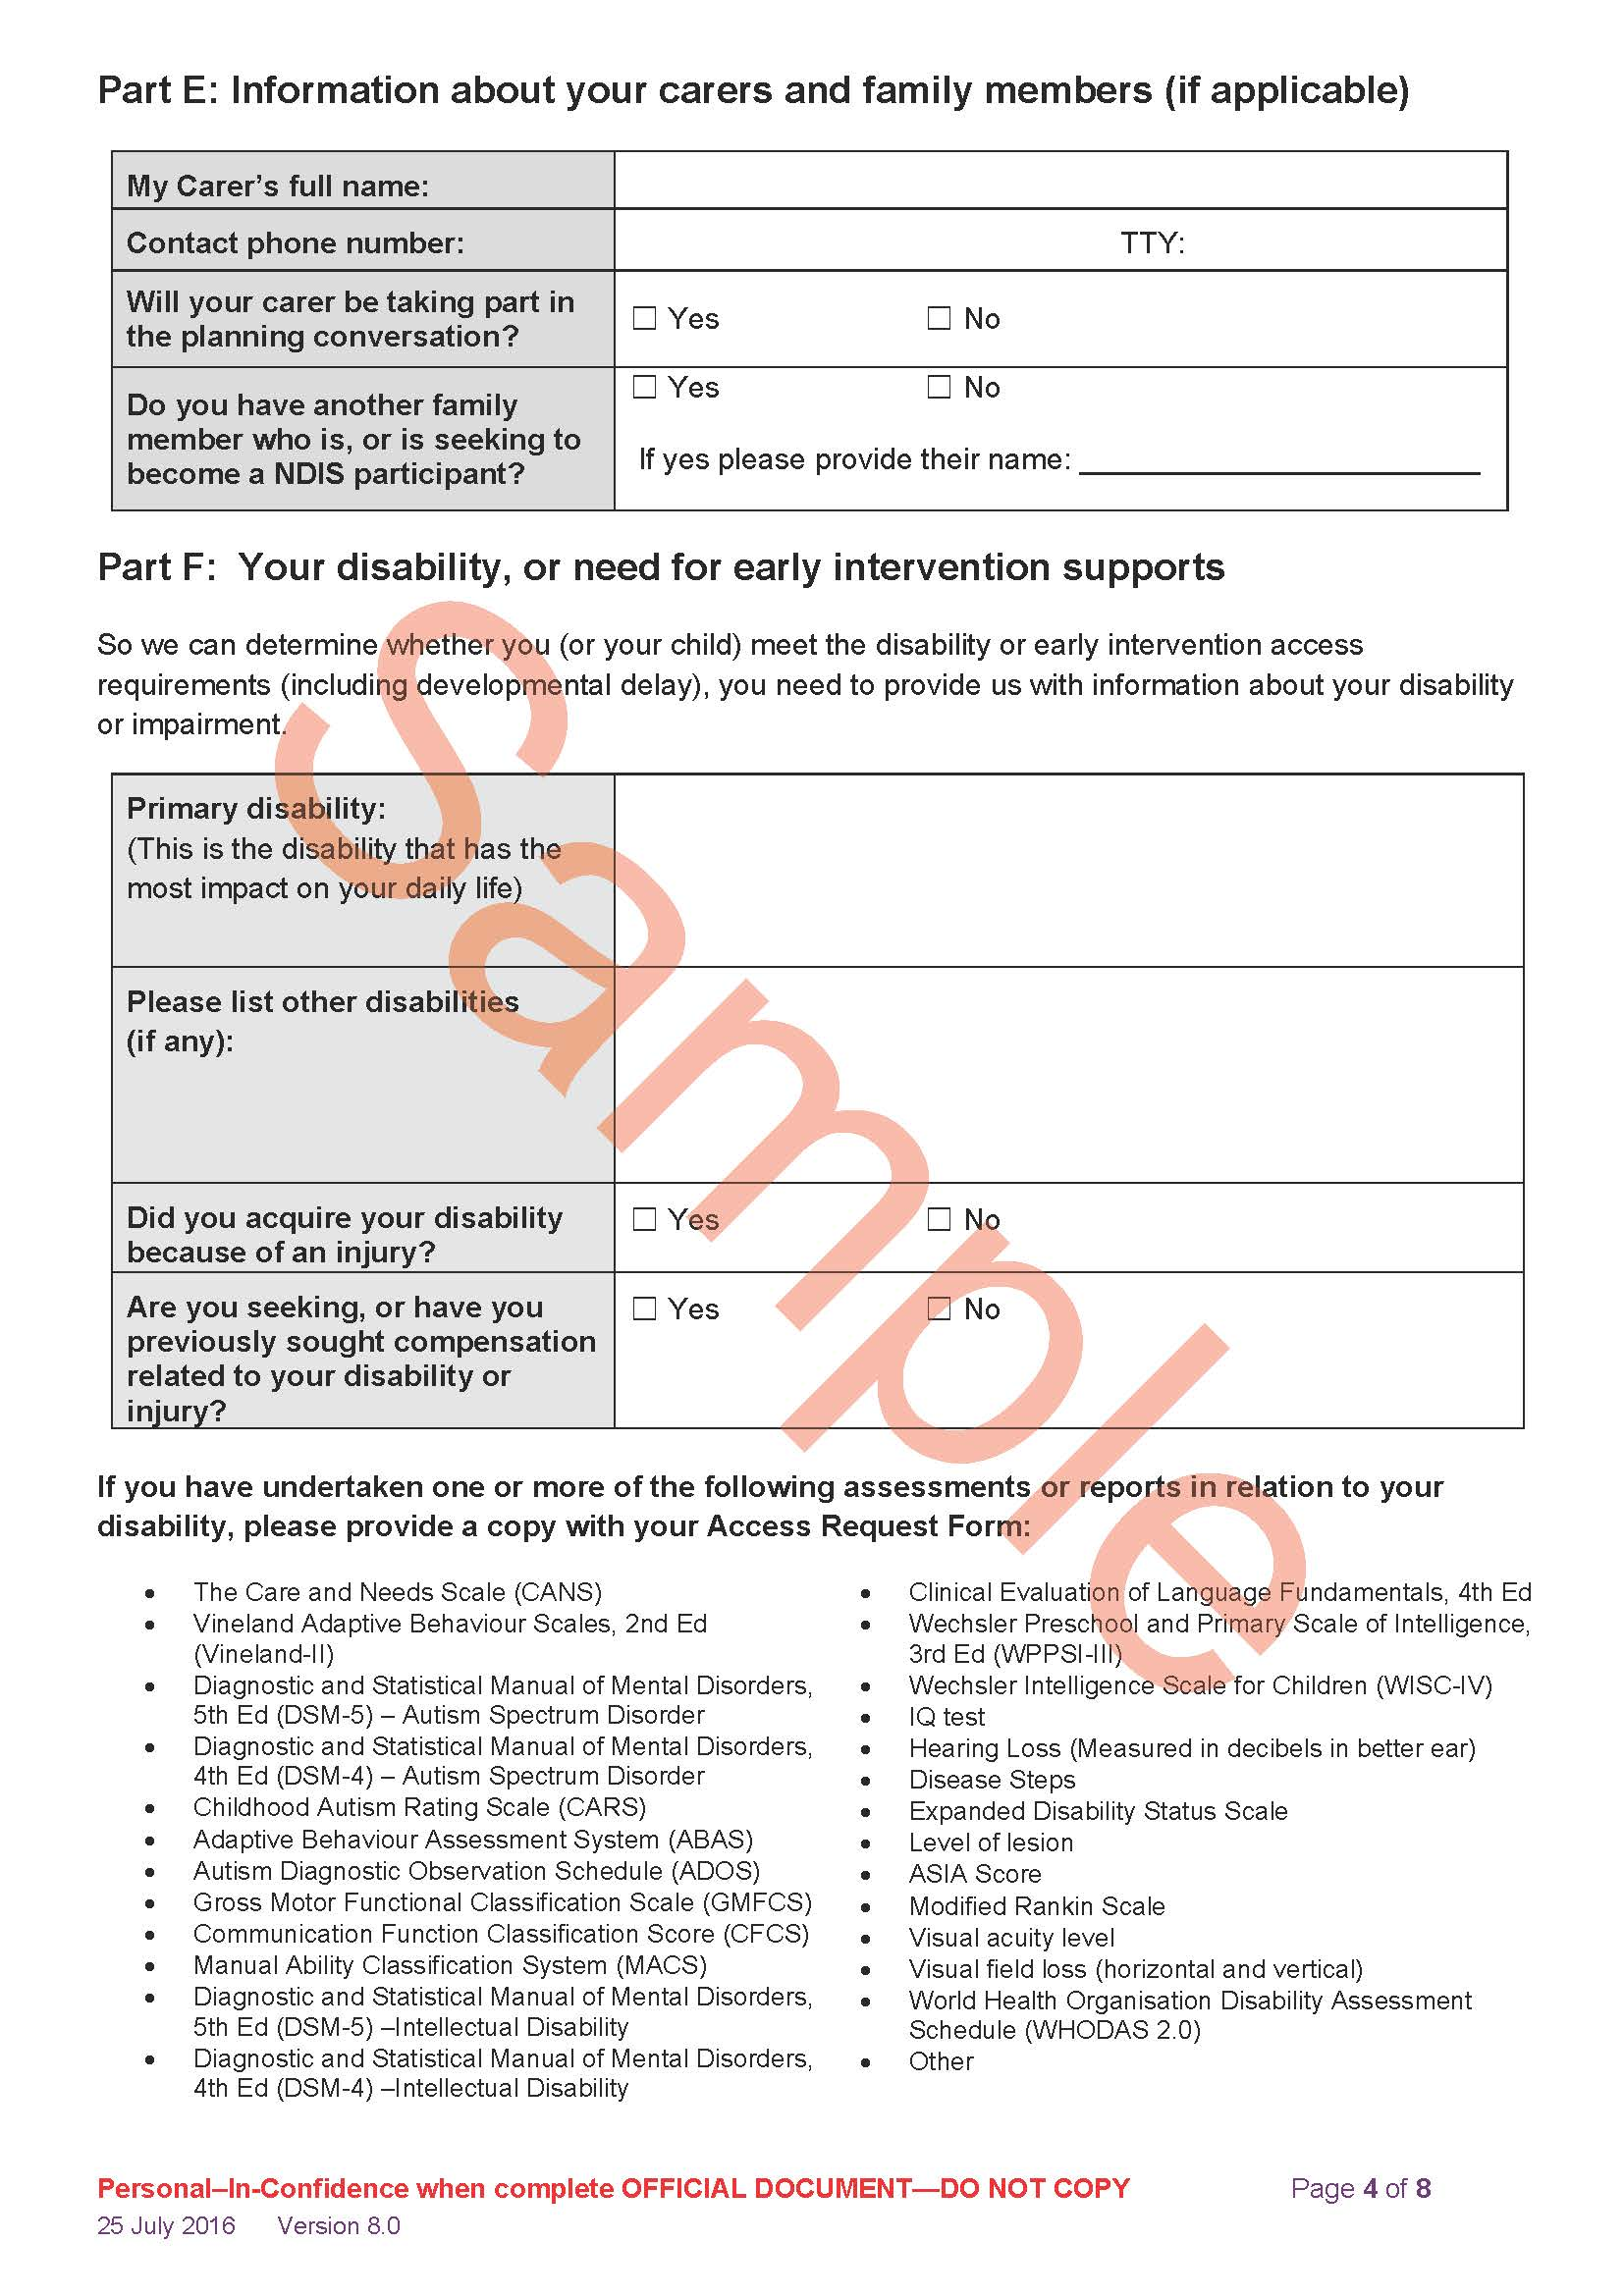 Part E: Information about your carers and family members (if applicable)
My Carer’s full name:
Contact phone number:
TTY:
Will your carer be taking part in
the planning conversation?
☐ Yes ☐ No
Do you have another family
member who is, or is seeking to
become a NDIS participant?
☐ Yes ☐ No
If yes please provide their name:
Part F: Your disability, or need for early intervention supports
So we can determine whether you (or your child) meet the disability or early intervention access
requirements (including developmental delay), you need to provide us with information about your disability
or impairment.
Primary disability:
(This is the disability that has the
most impact on your daily life)
Please list other disabilities
(if any):
Did you acquire your disability
because of an injury?
☐ Yes ☐ No
Are you seeking, or have you
previously sought compensation
related to your disability or
injury?
☐ Yes ☐ No
Sample
If you have undertaken one or more of the following assessments or reports in relation to your
disability, please provide a copy with your Access Request Form:
• The Care and Needs Scale (CANS)
• Vineland Adaptive Behaviour Scales, 2nd Ed
(Vineland-II)
• Diagnostic and Statistical Manual of Mental Disorders,
5th Ed (DSM-5) – Autism Spectrum Disorder
• Diagnostic and Statistical Manual of Mental Disorders,
4th Ed (DSM-4) – Autism Spectrum Disorder
• Childhood Autism Rating Scale (CARS)
• Adaptive Behaviour Assessment System (ABAS)
• Autism Diagnostic Observation Schedule (ADOS)
• Gross Motor Functional Classification Scale (GMFCS)
• Communication Function Classification Score (CFCS)
• Manual Ability Classification System (MACS)
• Diagnostic and Statistical Manual of Mental Disorders,
5th Ed (DSM-5) –Intellectual Disability
• Diagnostic and Statistical Manual of Mental Disorders,
4th Ed (DSM-4) –Intellectual Disability
• Clinical Evaluation of Language Fundamentals, 4th Ed
• Wechsler Preschool and Primary Scale of Intelligence,
3rd Ed (WPPSI-III)
• Wechsler Intelligence Scale for Children (WISC-IV)
• IQ test
• Hearing Loss (Measured in decibels in better ear)
• Disease Steps
• Expanded Disability Status Scale
• Level of lesion
• ASIA Score
• Modified Rankin Scale
• Visual acuity level
• Visual field loss (horizontal and vertical)
• World Health Organisation Disability Assessment
Schedule (WHODAS 2.0)
• Other
Personal–In-Confidence when complete OFFICIAL DOCUMENT—DO NOT COPY Page 4 of 8
25 July 2016 Version 8.0